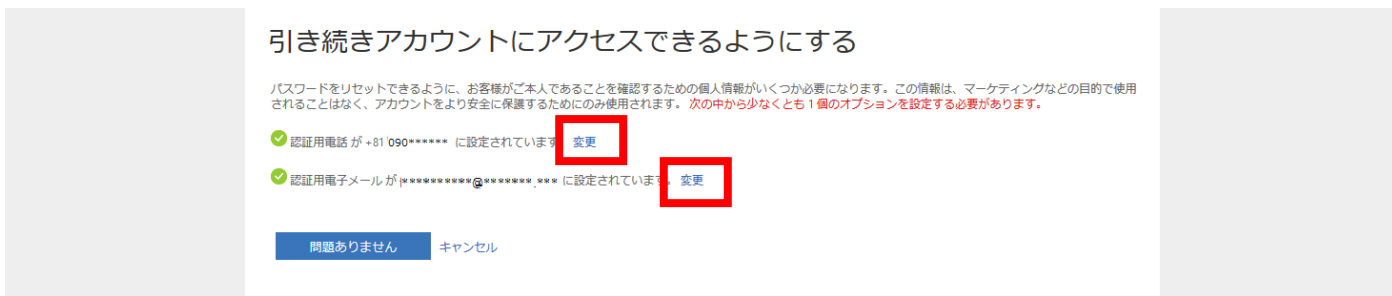 引き続きアカウントにアクセスできるようにする
パスワードをリセットできるように、お客様がご本人であることを確認するための個人情報がいくつか必要になります。この情報は、マーケティングなどの目的で使用
されることはなく、アカウントをより安全に保護するためにのみ使用されます。次の中から少なくとも1個のオプションを設定する必要があります。
認証用電話 が +81 090****** に設定されています 変更
認証用電子メール が **********@*******.*** に設定されています。 変更
問題ありません キャンセル